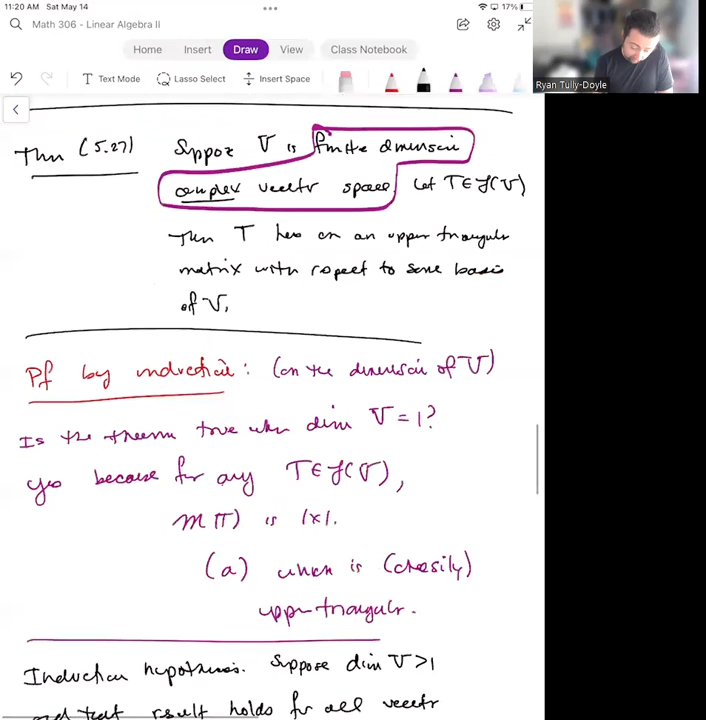 11:20 AM Sat May 14
17%
Math 306 - Linear Algebra II
Home Insert Draw View Class Notebook
Text Mode Lasso Select Insert Space
Ryan Tully-Doyle
Thm (5.27) Suppose V is finite dimension
complex vector space Let T ∈ L(V)
Then T has on an upper triangular
matrix with respect to some basis
of V.
Pf by induction: (on the dimension of V)
Is the theorem true when dim V = 1?
Yes because for any T ∈ L(V),
M(T) is 1x1.
(a) which is (cheesily)
upper triangular.
Induction hypothesis. Suppose dim V > 1
and that result holds for all vector